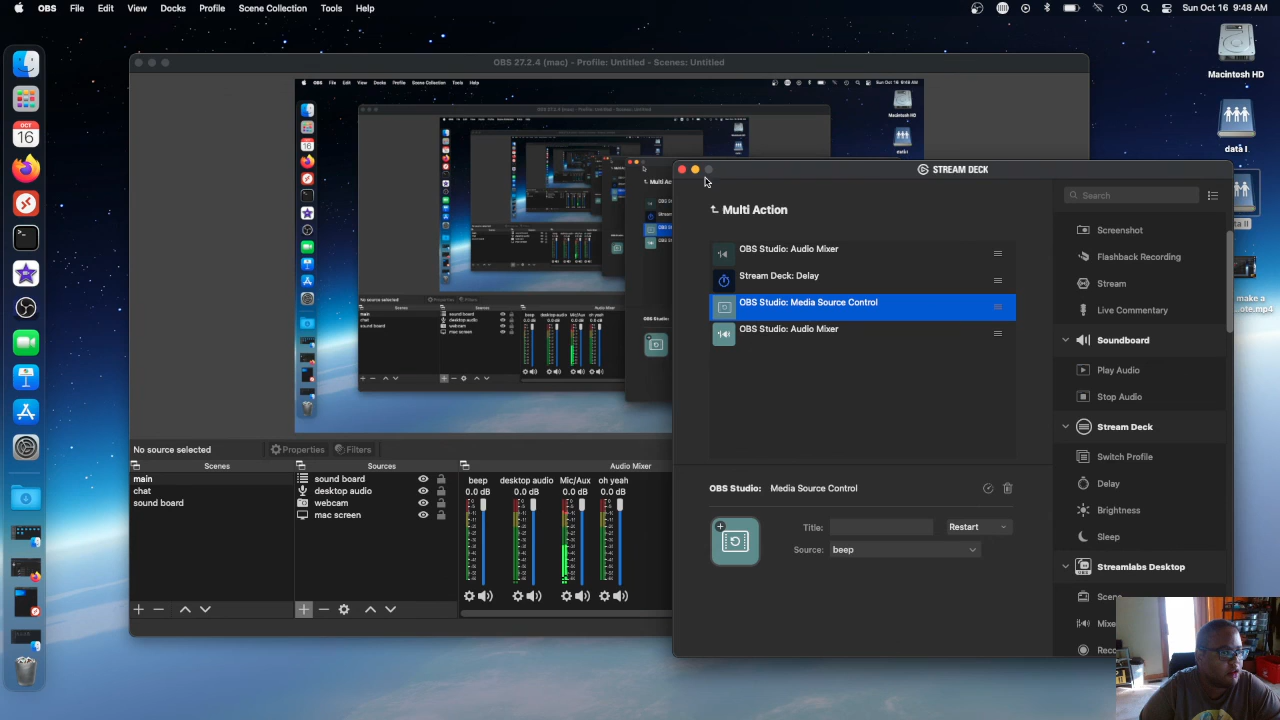 OBS File Edit View Docks Profile Scene Collection Tools Help
Sun Oct 16 9:48 AM
OCT
16
Macintosh HD
data I
OBS 27.2.4 (mac) - Profile: Untitled - Scenes: Untitled
No source selected
Properties
Filters
Scenes
main
chat
sound board
Sources
sound board
desktop audio
webcam
mac screen
Audio Mixer
beep desktop audio Mic/Aux oh yeah
0.0 dB 0.0 dB 0.0 dB 0.0 dB
STREAM DECK
Multi Action
OBS Studio: Audio Mixer
Stream Deck: Delay
OBS Studio: Media Source Control
OBS Studio: Audio Mixer
OBS Studio: Media Source Control
Title:
Restart
Source: beep
Search
Screenshot
Flashback Recording
Stream
Live Commentary
Soundboard
Play Audio
Stop Audio
Stream Deck
Switch Profile
Delay
Brightness
Sleep
Streamlabs Desktop
make a